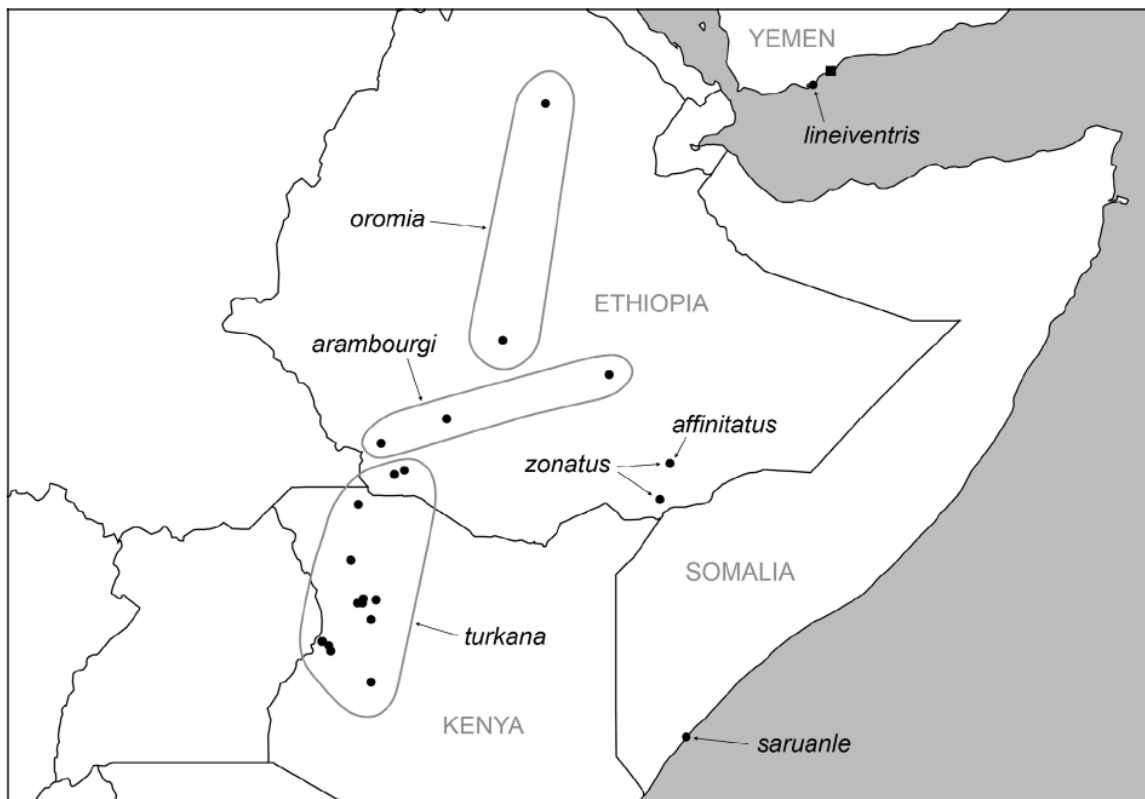 YEMEN
lineiventris
oromia
ETHIOPIA
arambourgi
affinitatus
zonatus
SOMALIA
turkana
KENYA
saruanle